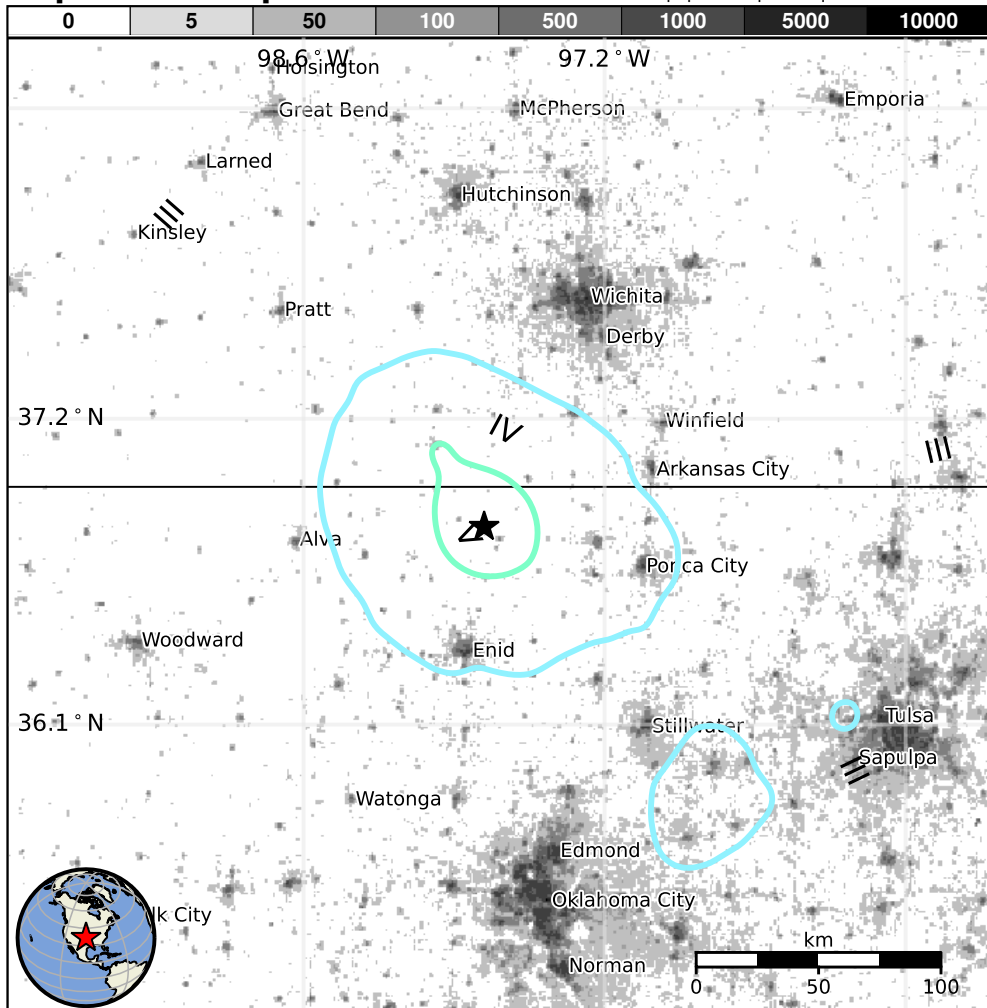 0 5 50 100 500 1000 5000 10000
98.6°W 97.2°W
Hoisington
Great Bend McPherson Emporia
Larned
Hutchinson
III
Kinsley
Wichita
Pratt
Derby
37.2°N IV Winfield
III
Arkansas City
Alva
Ponca City
Woodward Enid
36.1°N Stillwater Tulsa
III Sapulpa
Watonga
Edmond
Oklahoma City
lk City
km
Norman
0 50 100